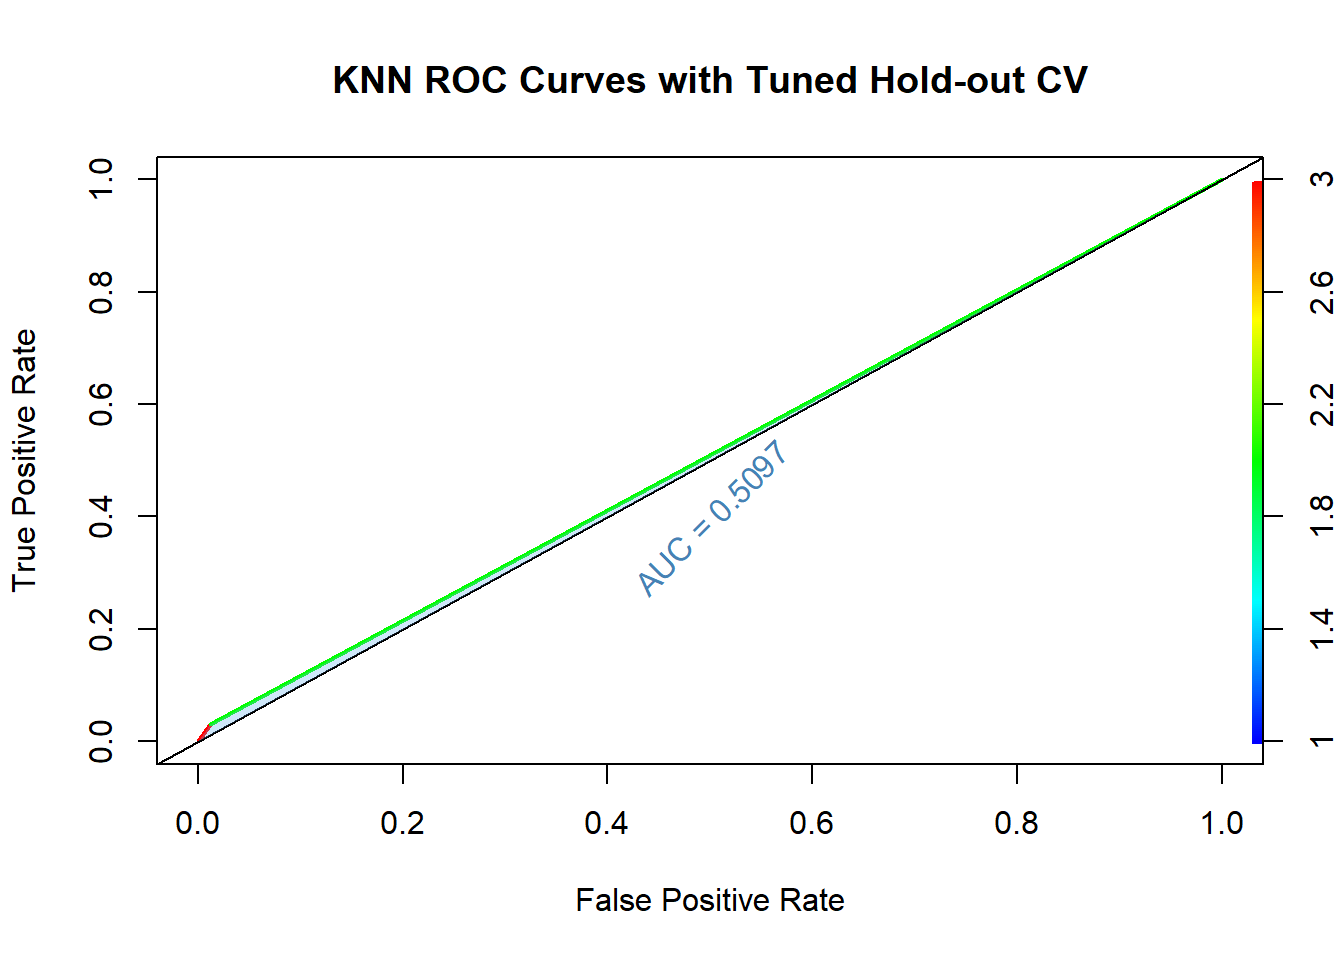 KNN ROC Curves with Tuned Hold-out CV
True Positive Rate
1.0
0.8
0.6
0.4
0.2
0.0
AUC = 0.5097
3
2.6
2.2
1.8
1.4
1
0.0 0.2 0.4 0.6 0.8 1.0
False Positive Rate